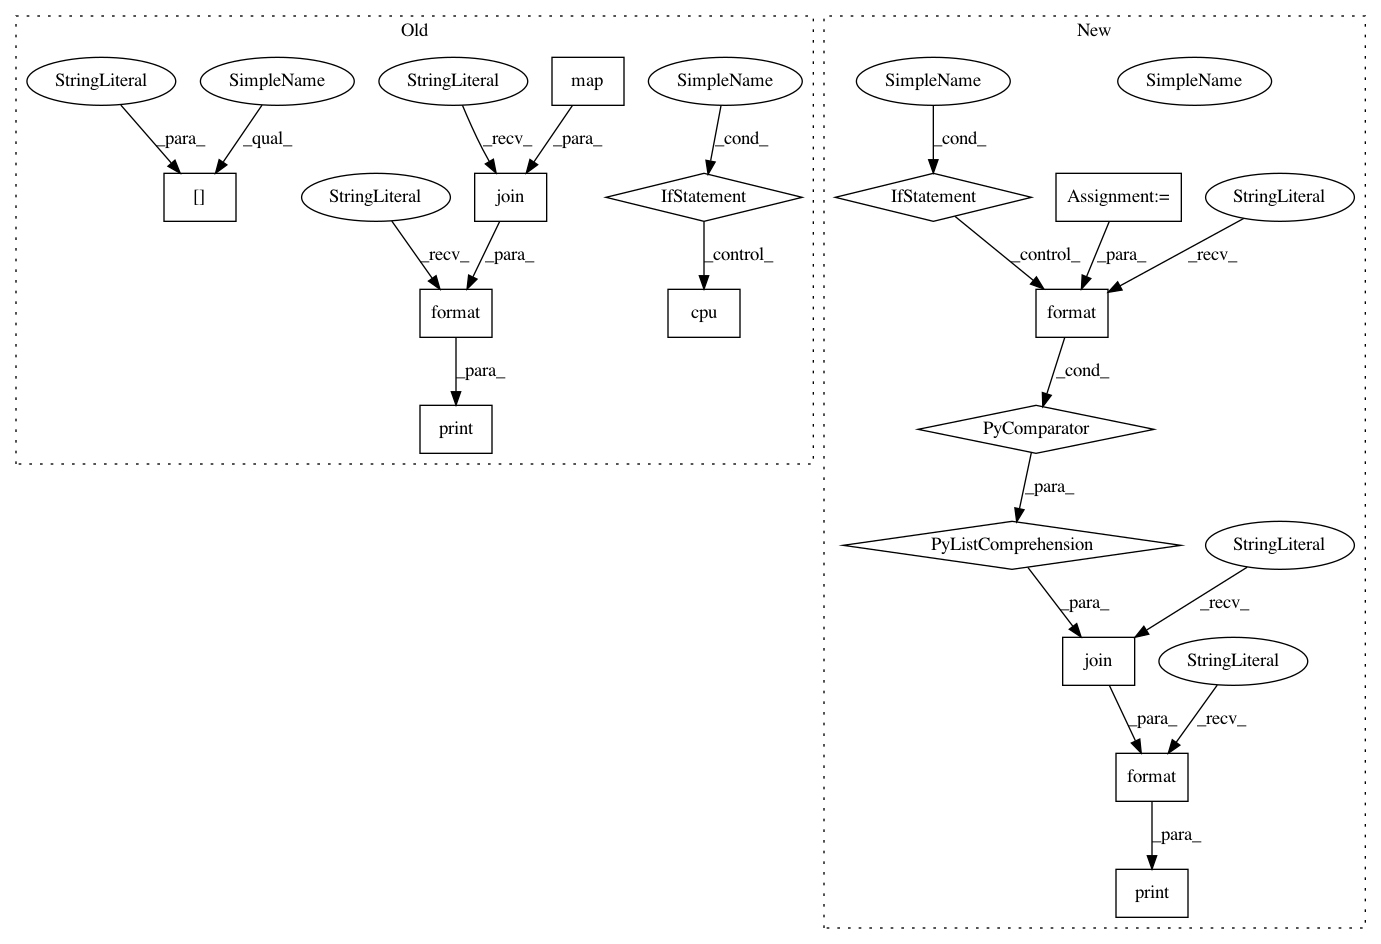 Old
New
StringLiteral
SimpleName
StringLiteral
map
SimpleName
SimpleName
SimpleName
_para_
_qual_
_recv_
_para_
_cond_
_cond_
[]
StringLiteral
join
IfStatement
IfStatement
Assignment:=
StringLiteral
_recv_
_para_
_control_
_control_
_para_
_recv_
format
cpu
format
_para_
_cond_
print
PyComparator
_para_
PyListComprehension
StringLiteral
_para_
_recv_
join
StringLiteral
_para_
_recv_
format
_para_
print